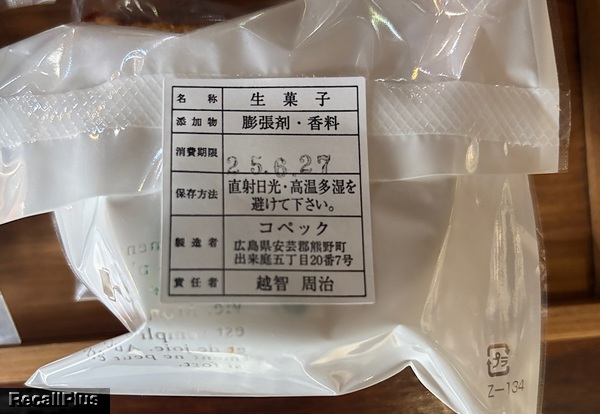 名称 生菓子
添加物 膨張剤・香料
消費期限 25.6.27
保存方法 直射日光・高温多湿を
避けて下さい。
製造者 コペック
広島県安芸郡熊野町
出来庭五丁目20番7号
責任者 越智 周治
est
de joie.
プラ
Z-134
RecallPlus